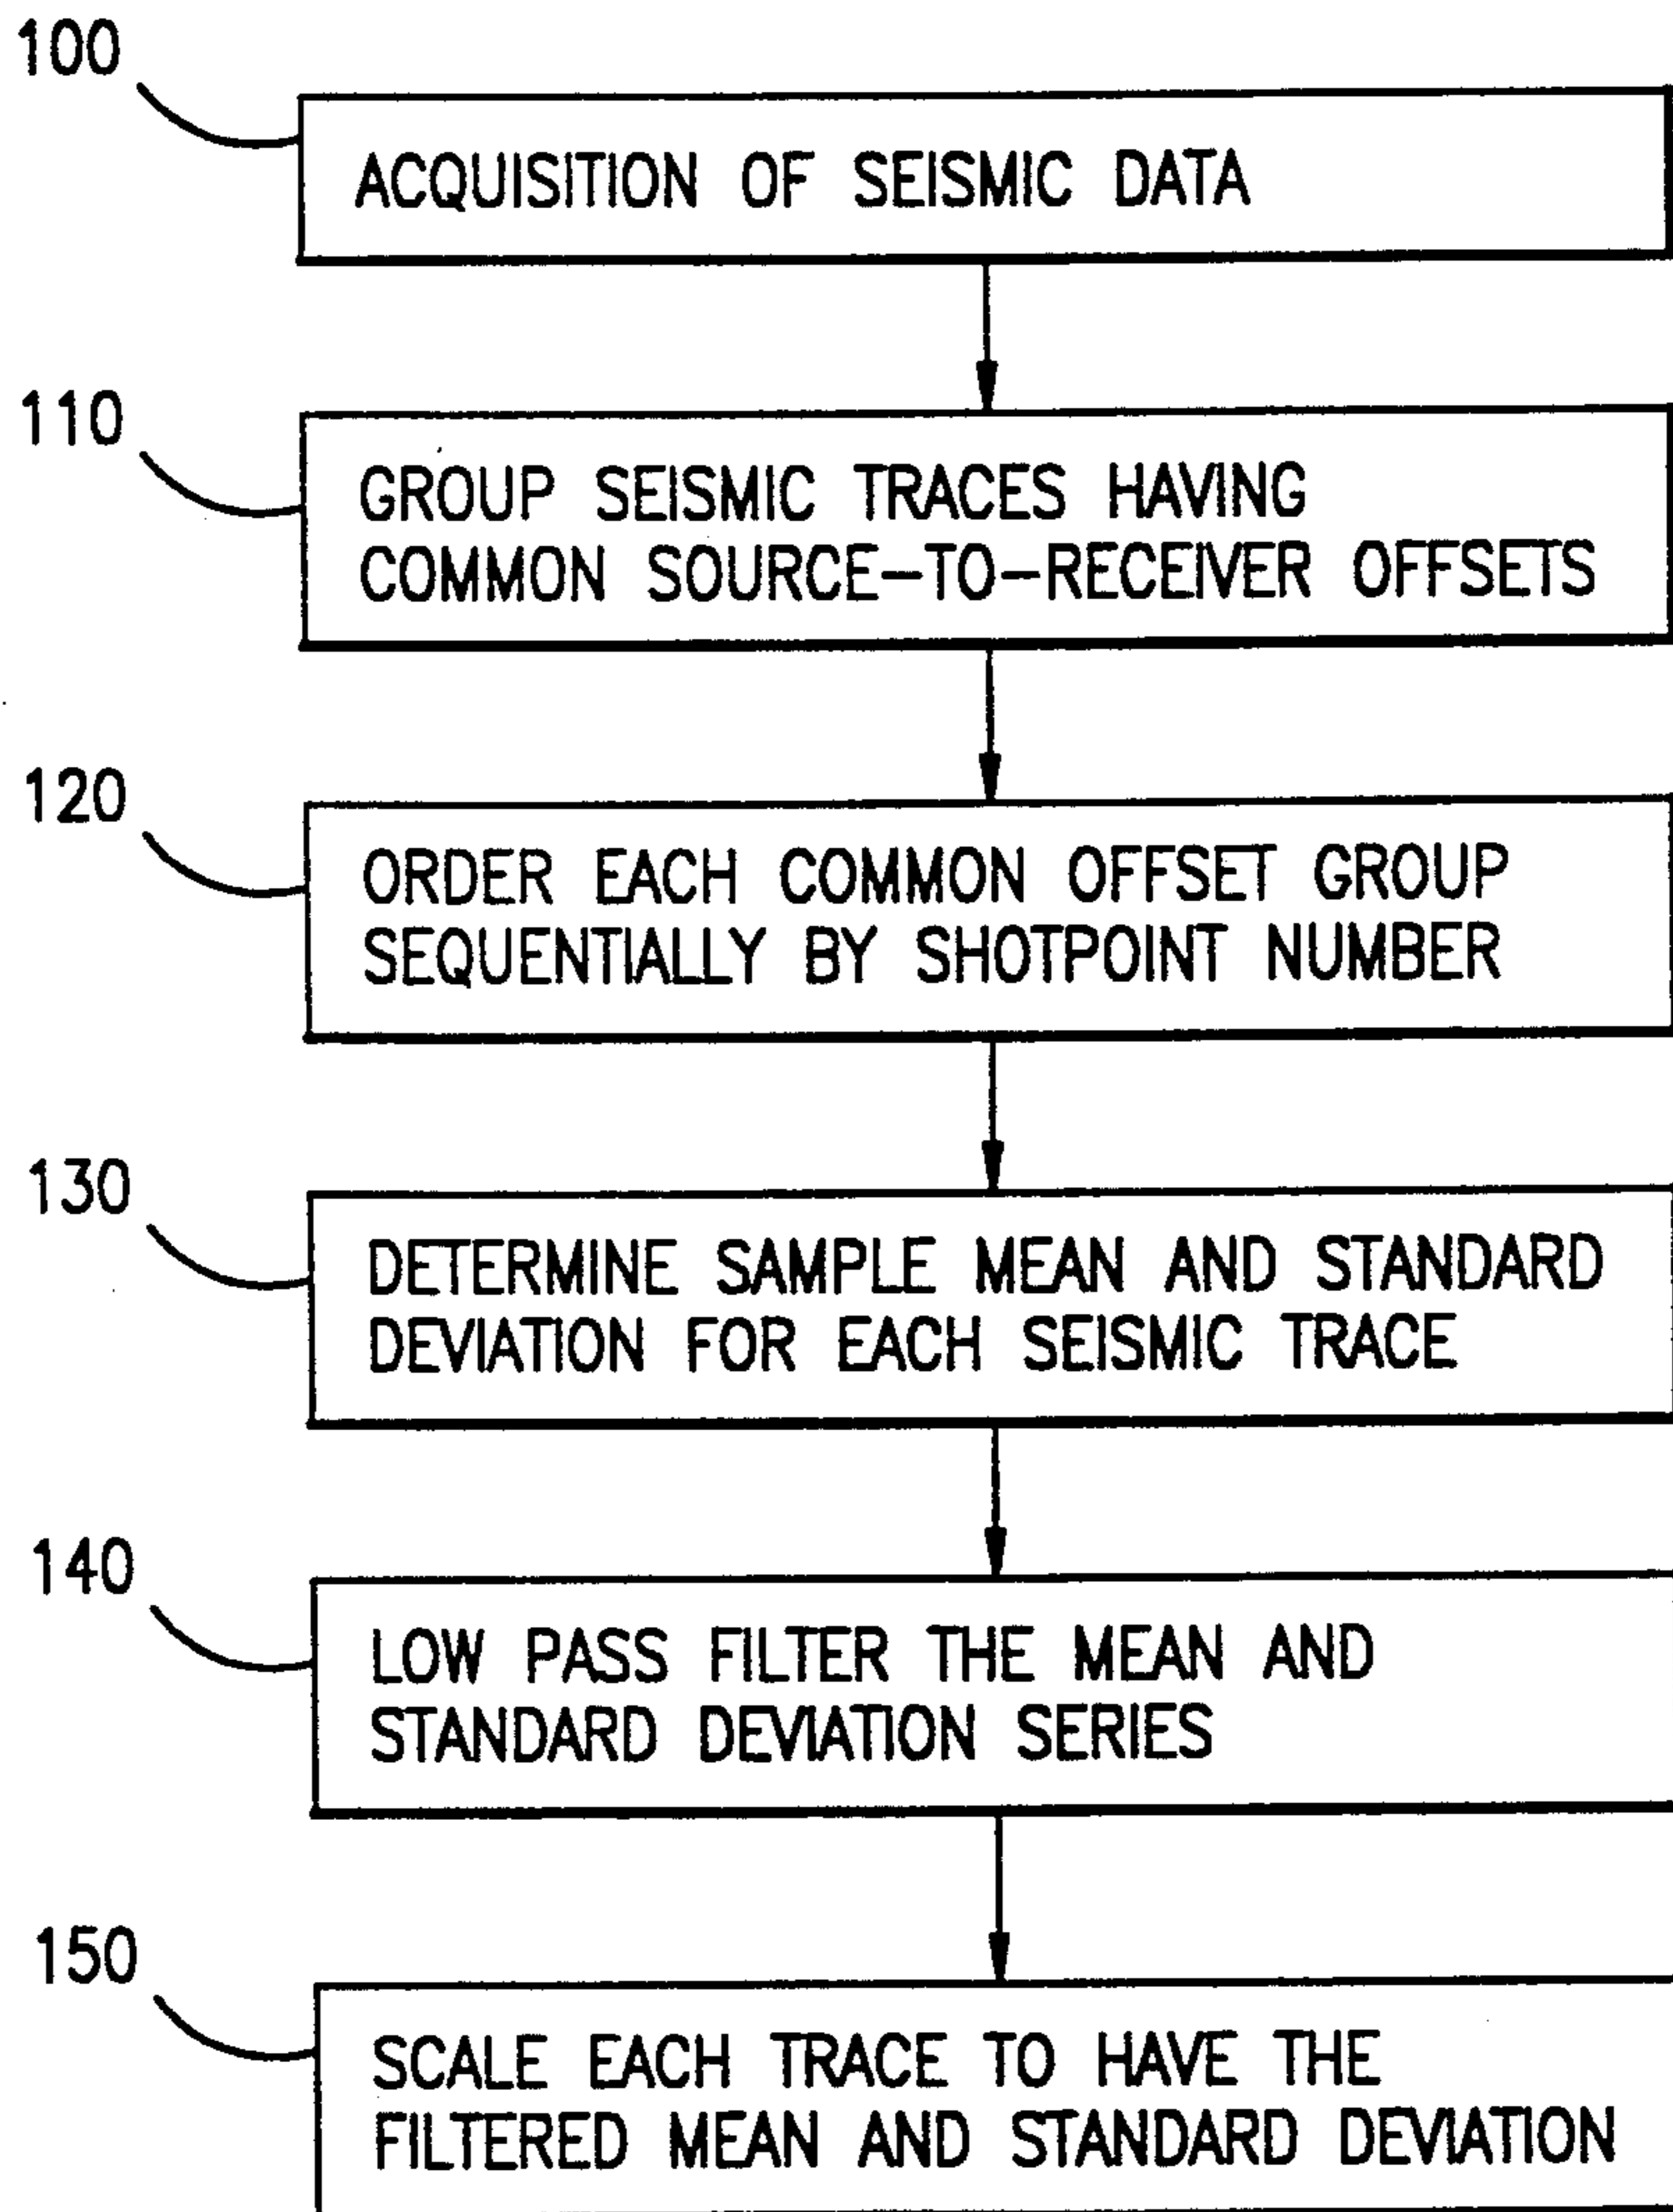 100
ACQUISITION OF SEISMIC DATA
110
GROUP SEISMIC TRACES HAVING
COMMON SOURCE-TO-RECEIVER OFFSETS
120
ORDER EACH COMMON OFFSET GROUP
SEQUENTIALLY BY SHOTPOINT NUMBER
130
DETERMINE SAMPLE MEAN AND STANDARD
DEVIATION FOR EACH SEISMIC TRACE
140
LOW PASS FILTER THE MEAN AND
STANDARD DEVIATION SERIES
150
SCALE EACH TRACE TO HAVE THE
FILTERED MEAN AND STANDARD DEVIATION